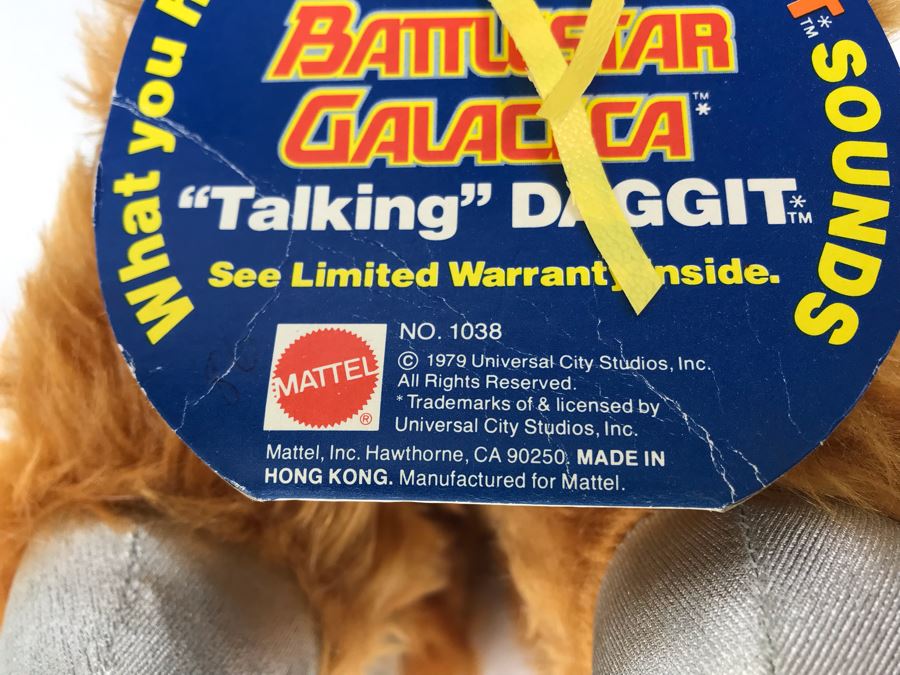 What you
SOUNDS
BATTLESTAR
GALACTICA™*
“Talking” DAGGIT*™
See Limited Warranty inside.
MATTEL®
NO. 1038
© 1979 Universal City Studios, Inc.
All Rights Reserved.
*Trademarks of & licensed by
Universal City Studios, Inc.
Mattel, Inc. Hawthorne, CA 90250. MADE IN
HONG KONG. Manufactured for Mattel.